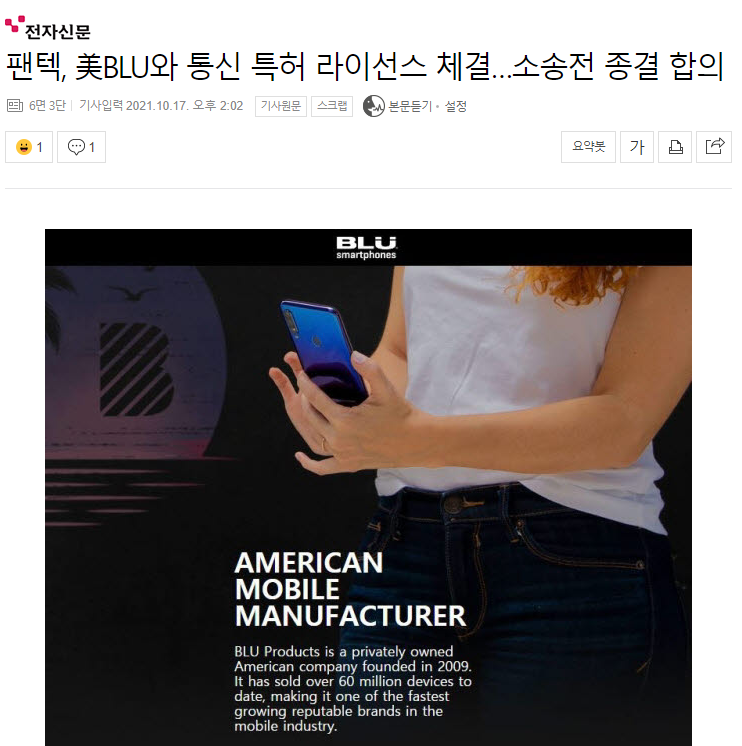 전자신문
팬텍, 美BLU와 통신 특허 라이선스 체결...소송전 종결 합의
6면 3단 기사입력 2021.10.17. 오후 2:02 기사원문 스크랩 본문듣기 · 설정
1 1 요약봇 가
BLU
smartphones
B
AMERICAN
MOBILE
MANUFACTURER
BLU Products is a privately owned
American company founded in 2009.
It has sold over 60 million devices to
date, making it one of the fastest
growing reputable brands in the
mobile industry.